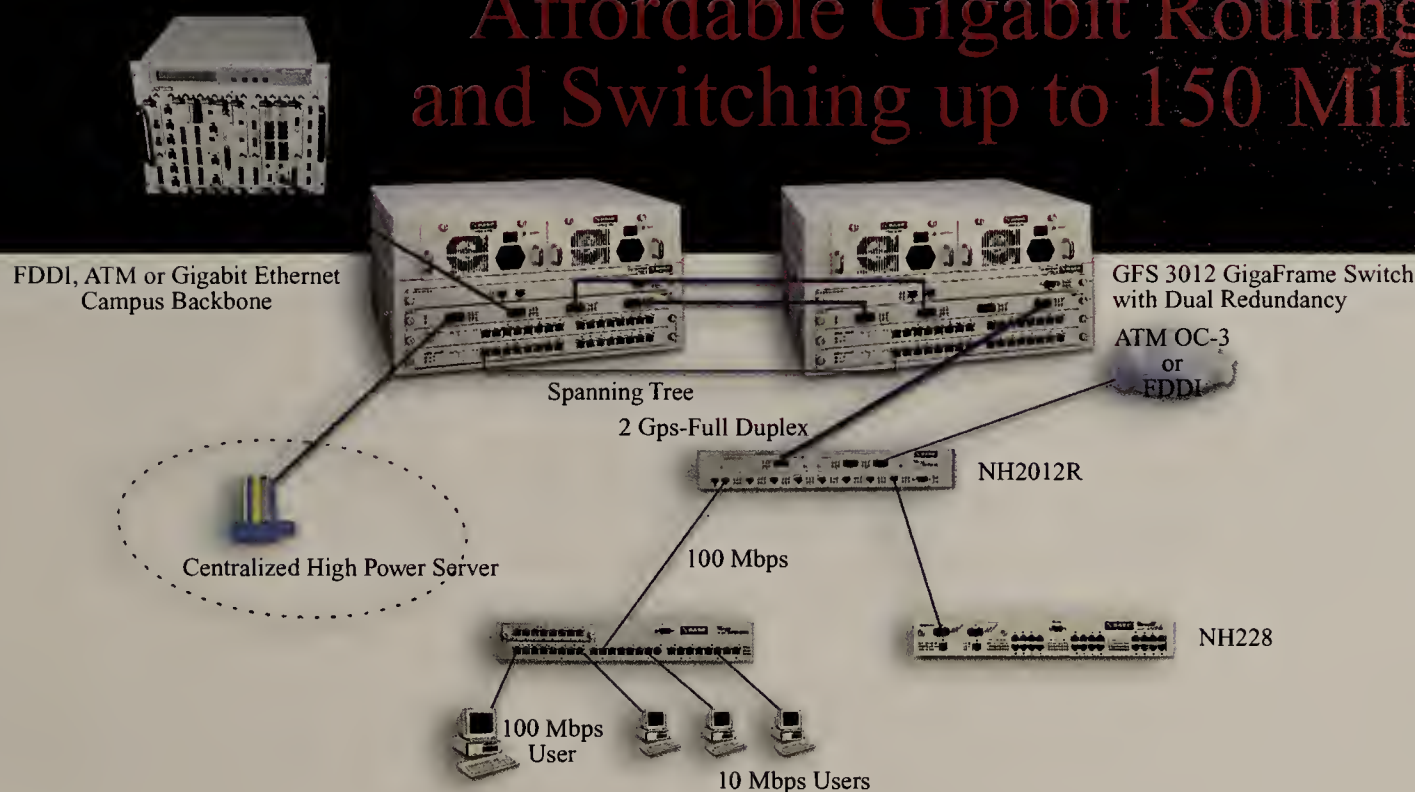 Affordable Gigabit Routing
and Switching up to 150 Mil
FDDI, ATM or Gigabit Ethernet
Campus Backbone
GFS 3012 GigaFrame Switch
with Dual Redundancy
ATM OC-3
or
FDDI
Spanning Tree
2 Gps-Full Duplex
NH2012R
Centralized High Power Server
100 Mbps
NH228
100 Mbps
User
10 Mbps Users